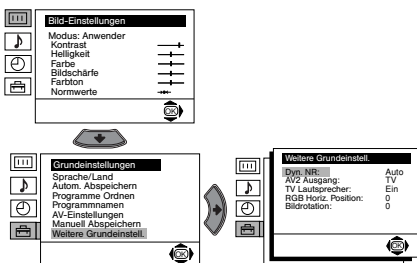 Bild-Einstellungen
Modus: Anwender
Kontrast
Helligkeit
Farbe
Bildschärfe
Farbton
Normwerte
OK
Grundeinstellungen
Sprache/Land
Autom. Abspeichern
Programme Ordnen
Programmnamen
AV-Einstellungen
Manuell Abspeichern
Weitere Grundeinstell.
OK
Weitere Grundeinstell.
Dyn. NR: Auto
AV2 Ausgang: TV
TV Lautsprecher: Ein
RGB Horiz. Position: 0
Bildrotation: 0
OK